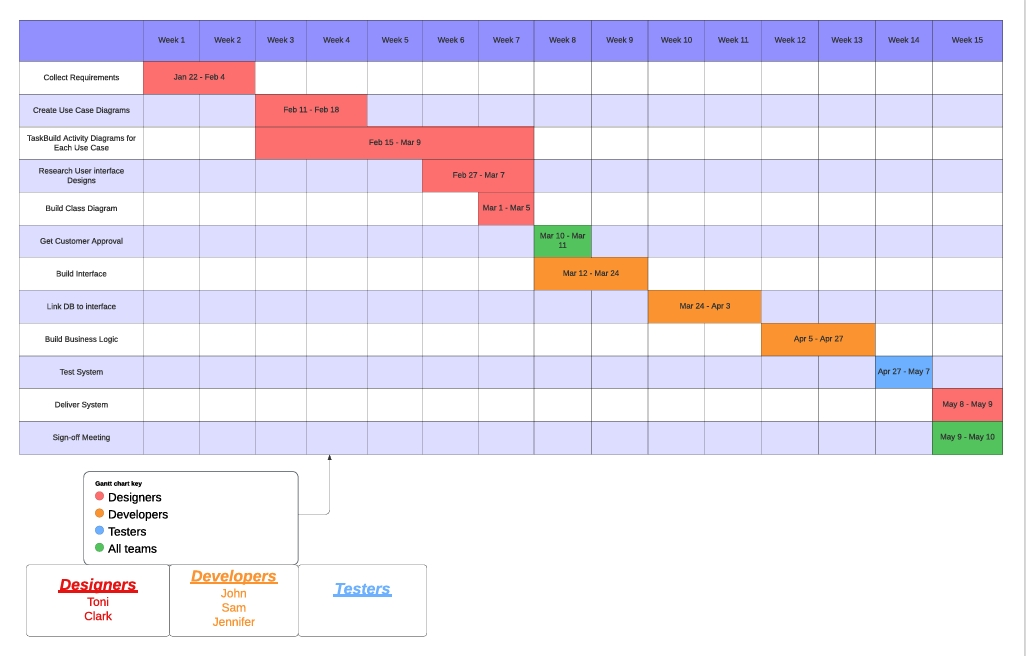 Week 1 Week 2 Week 3 Week 4 Week 5 Week 6 Week 7 Week 8 Week 9 Week 10 Week 11 Week 12 Week 13 Week 14 Week 15
Collect Requirements Jan 22 - Feb 4
Create Use Case Diagrams Feb 11 - Feb 18
TaskBuild Activity Diagrams for
Each Use Case
Feb 15 - Mar 9
Research User interface
Designs
Feb 27 - Mar 7
Build Class Diagram Mar 1 - Mar 5
Get Customer Approval
Mar 10 - Mar
11
Build Interface Mar 12 - Mar 24
Link DB to interface Mar 24 - Apr 3
Build Business Logic Apr 5 - Apr 27
Test System Apr 27 - May 7
Deliver System May 8 - May 9
Sign-off Meeting May 9 - May 10
Gantt chart key
Designers
Developers
Testers
All teams
Designers
Toni
Clark
Developers
John
Sam
Jennifer
Testers